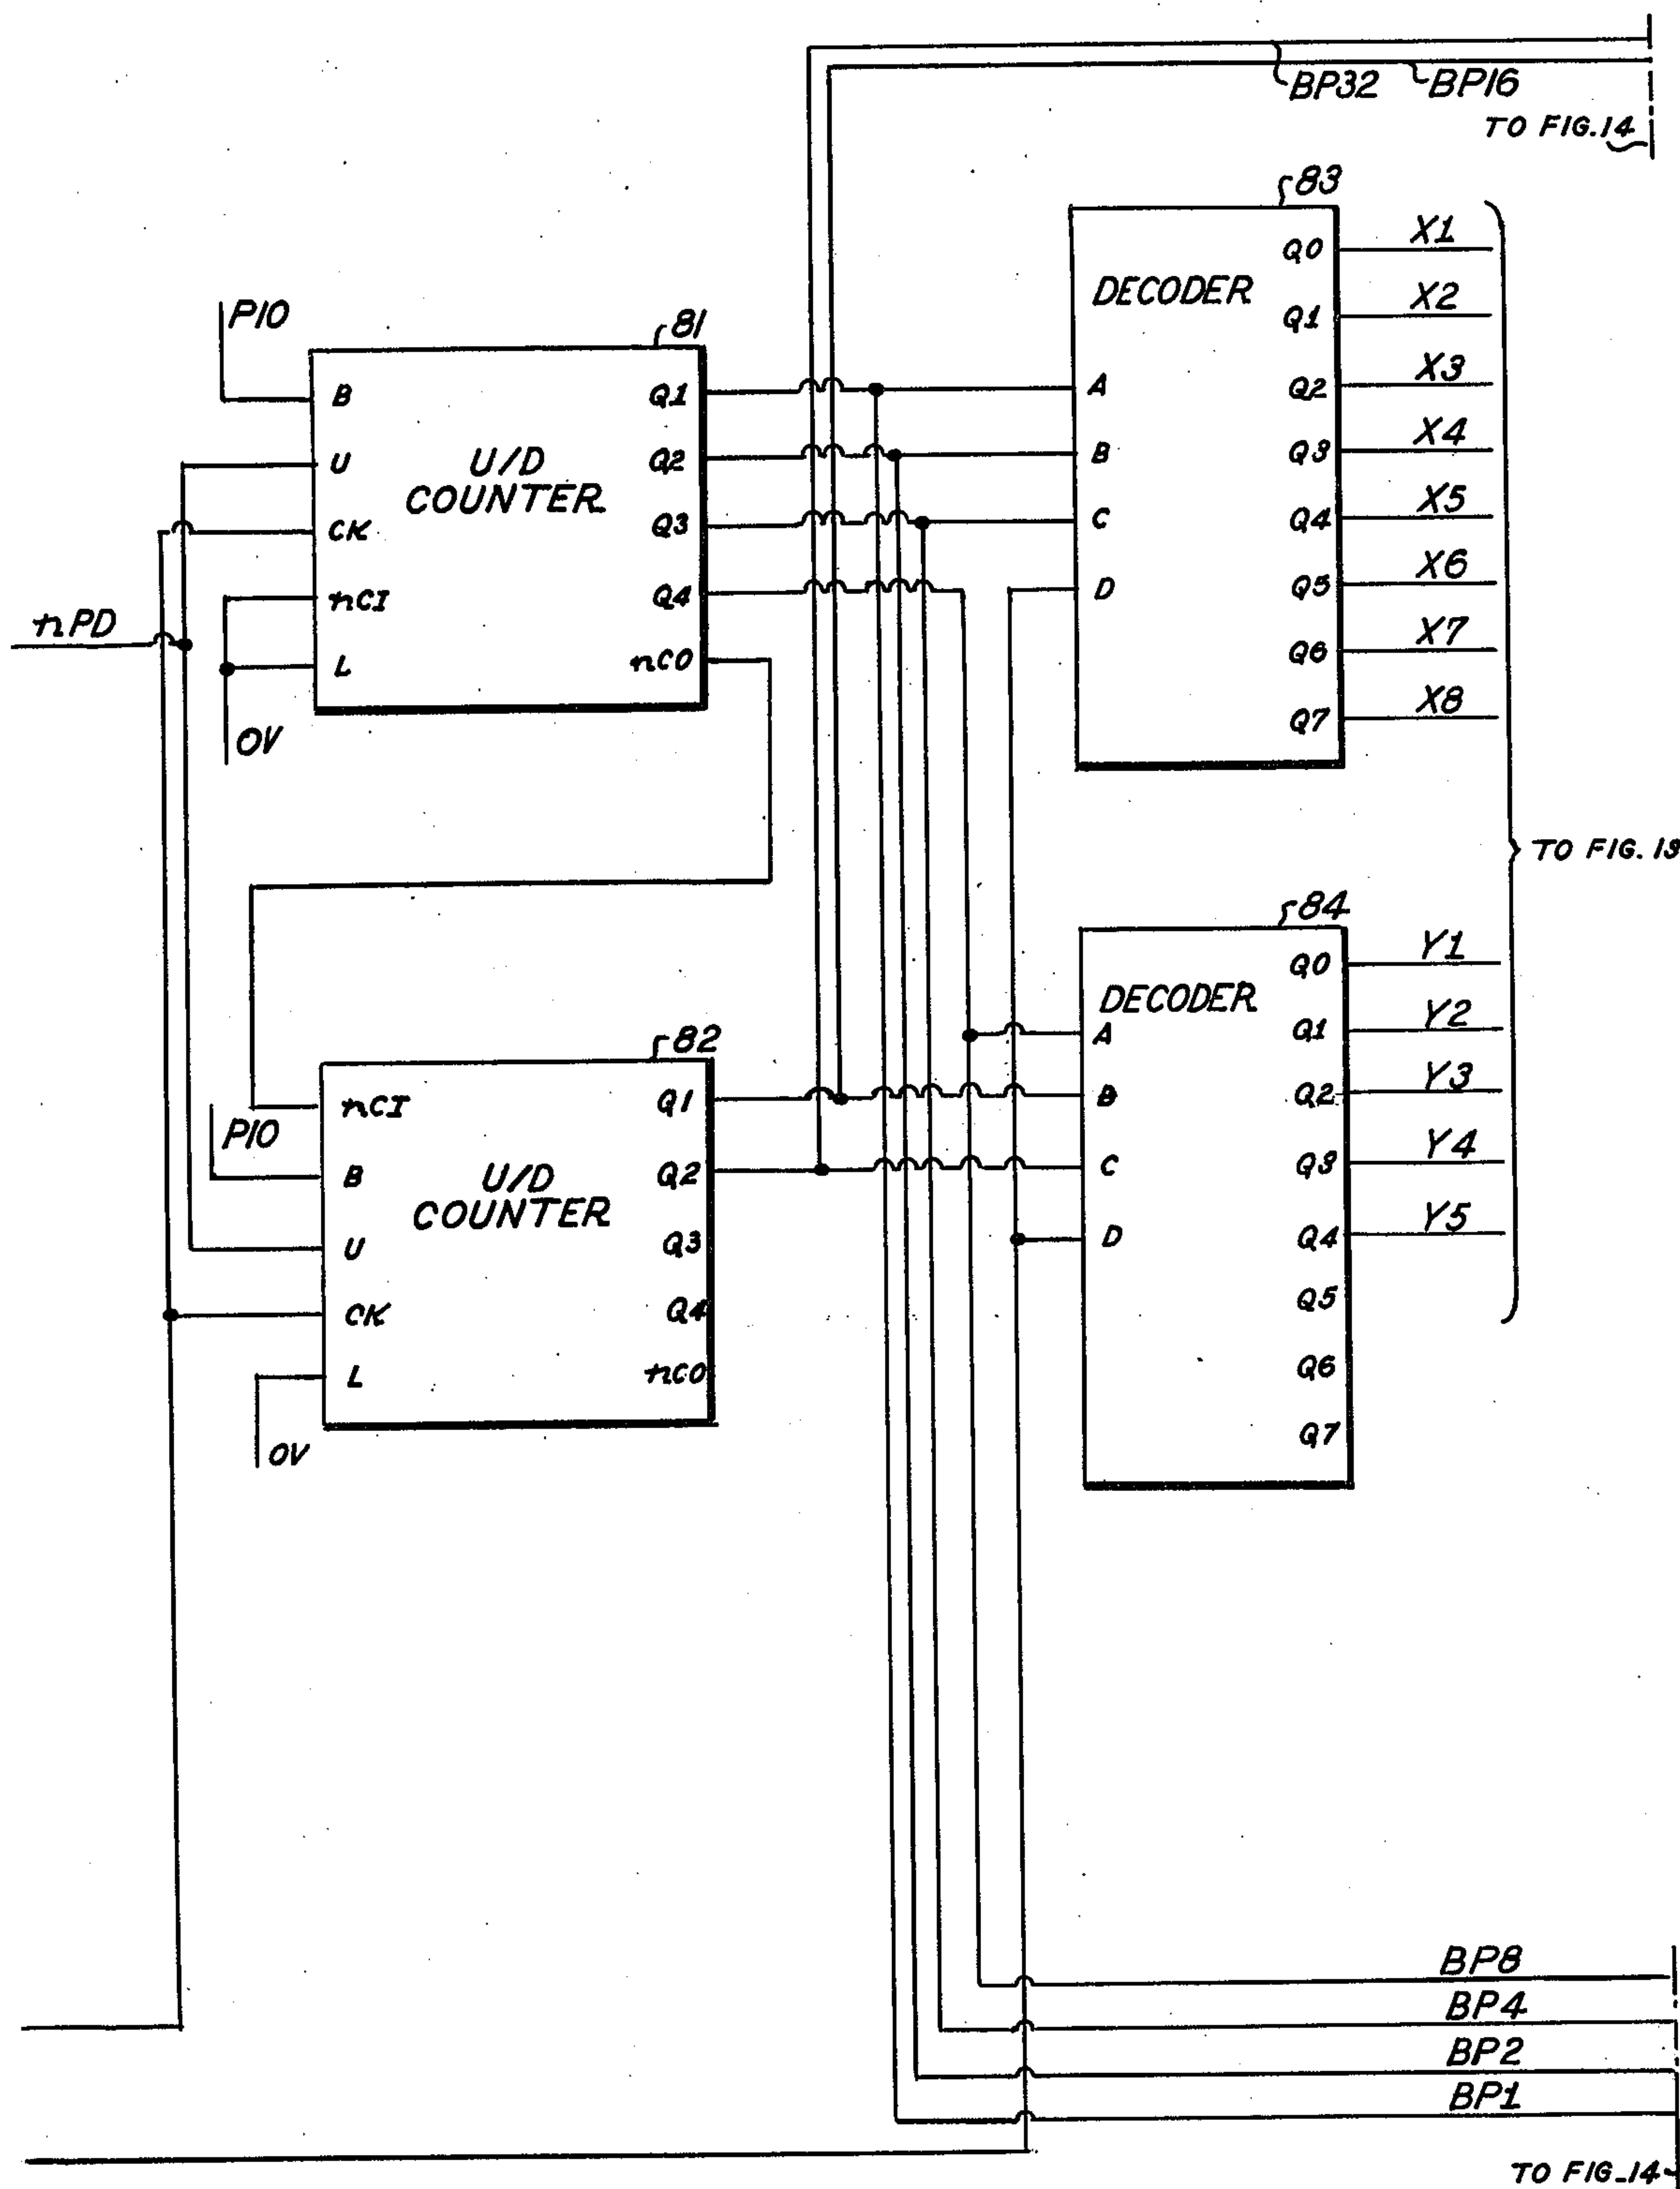 BP32
BP16
TO FIG.14
83
DECODER
Q0
Q1
Q2
Q3
Q4
Q5
Q6
Q7
A
B
C
D
X1
X2
X3
X4
X5
X6
X7
X8
P10
81
B
U
CK
nCI
L
U/D
COUNTER
Q1
Q2
Q3
Q4
nCO
nPD
0V
TO FIG. 13
84
DECODER
Q0
Q1
Q2
Q3
Q4
Q5
Q6
Q7
A
B
C
D
Y1
Y2
Y3
Y4
Y5
82
nCI
P10
B
U
CK
L
0V
U/D
COUNTER
Q1
Q2
Q3
Q4
nCO
BP8
BP4
BP2
BP1
TO FIG_14